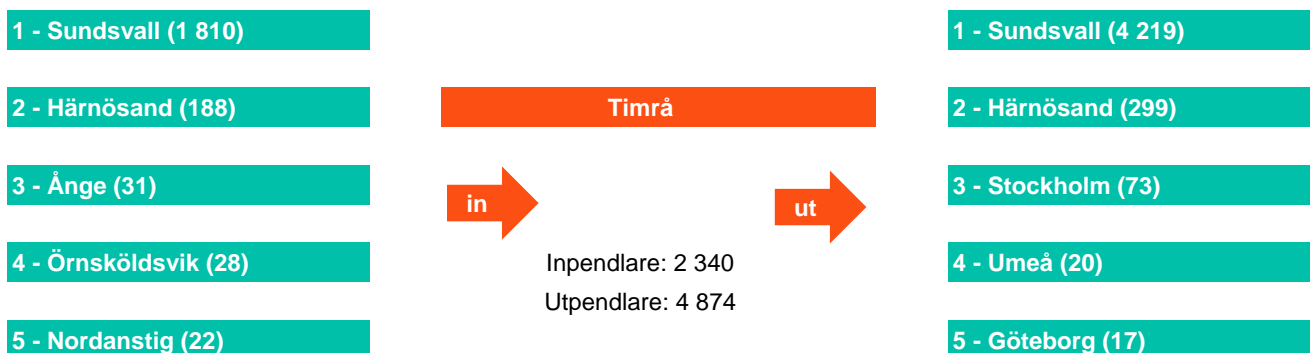 1 - Sundsvall (1 810)
2 - Härnösand (188)
3 - Ånge (31)
4 - Örnsköldsvik (28)
5 - Nordanstig (22)
Timrå
in
ut
Inpendlare: 2 340
Utpendlare: 4 874
1 - Sundsvall (4 219)
2 - Härnösand (299)
3 - Stockholm (73)
4 - Umeå (20)
5 - Göteborg (17)